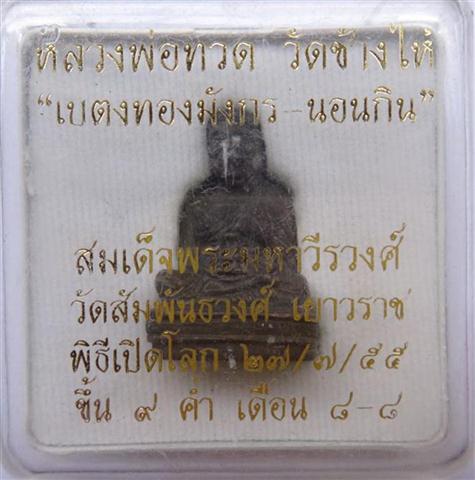 หลวงพ่อทวด วัดช้างให้
“เบตงทองมังกร-นอนกิน”
สมเด็จพระมหาวีรวงศ์
วัดสัมพันธวงศ์ เยาวราช
พิธีเปิดโลก ๒๗/๗/๕๕
ขึ้น ๙ ค่ำ เดือน ๘-๘